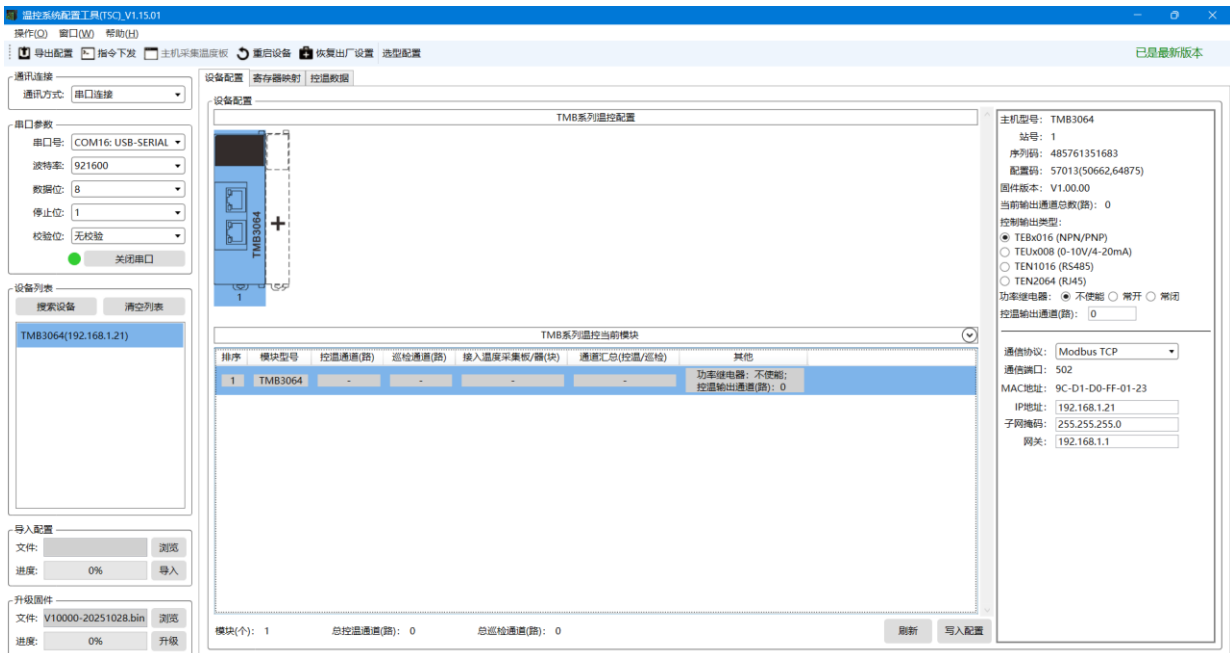 温控系统配置工具(TSC)_V1.15.01
操作(O) 窗口(W) 帮助(H)
导出配置 指令下发 主机采集温度板 重启设备 恢复出厂设置 选型配置 已是最新版本
通讯连接
通讯方式: 串口连接
串口参数
串口号: COM16: USB-SERIAL
波特率: 921600
数据位: 8
停止位: 1
校验位: 无校验
关闭串口
设备列表
搜索设备 清空列表
TMB3064(192.168.1.21)
导入配置
文件: 浏览
进度: 0% 导入
升级固件
文件: V10000-20251028.bin 浏览
进度: 0% 升级
设备配置 寄存器映射 控温数据
设备配置
TMB系列温控配置
TMB3064
+
1
TMB系列温控当前模块
排序 模块型号 控温通道(路) 巡检通道(路) 接入温度采集板/器(块) 通道汇总(控温/巡检) 其他
1 TMB3064 - - - - 功率继电器: 不使能;
控温输出通道(路): 0
模块(个): 1 总控温通道(路): 0 总巡检通道(路): 0 刷新 写入配置
主机型号: TMB3064
站号: 1
序列码: 485761351683
配置码: 57013(50662,64875)
固件版本: V1.00.00
当前输出通道总数(路): 0
控制输出类型:
TEBx016 (NPN/PNP)
TEUx008 (0-10V/4-20mA)
TEN1016 (RS485)
TEN2064 (RJ45)
功率继电器: 不使能 常开 常闭
控温输出通道(路): 0
通信协议: Modbus TCP
通信端口: 502
MAC地址: 9C-D1-D0-FF-01-23
IP地址: 192.168.1.21
子网掩码: 255.255.255.0
网关: 192.168.1.1